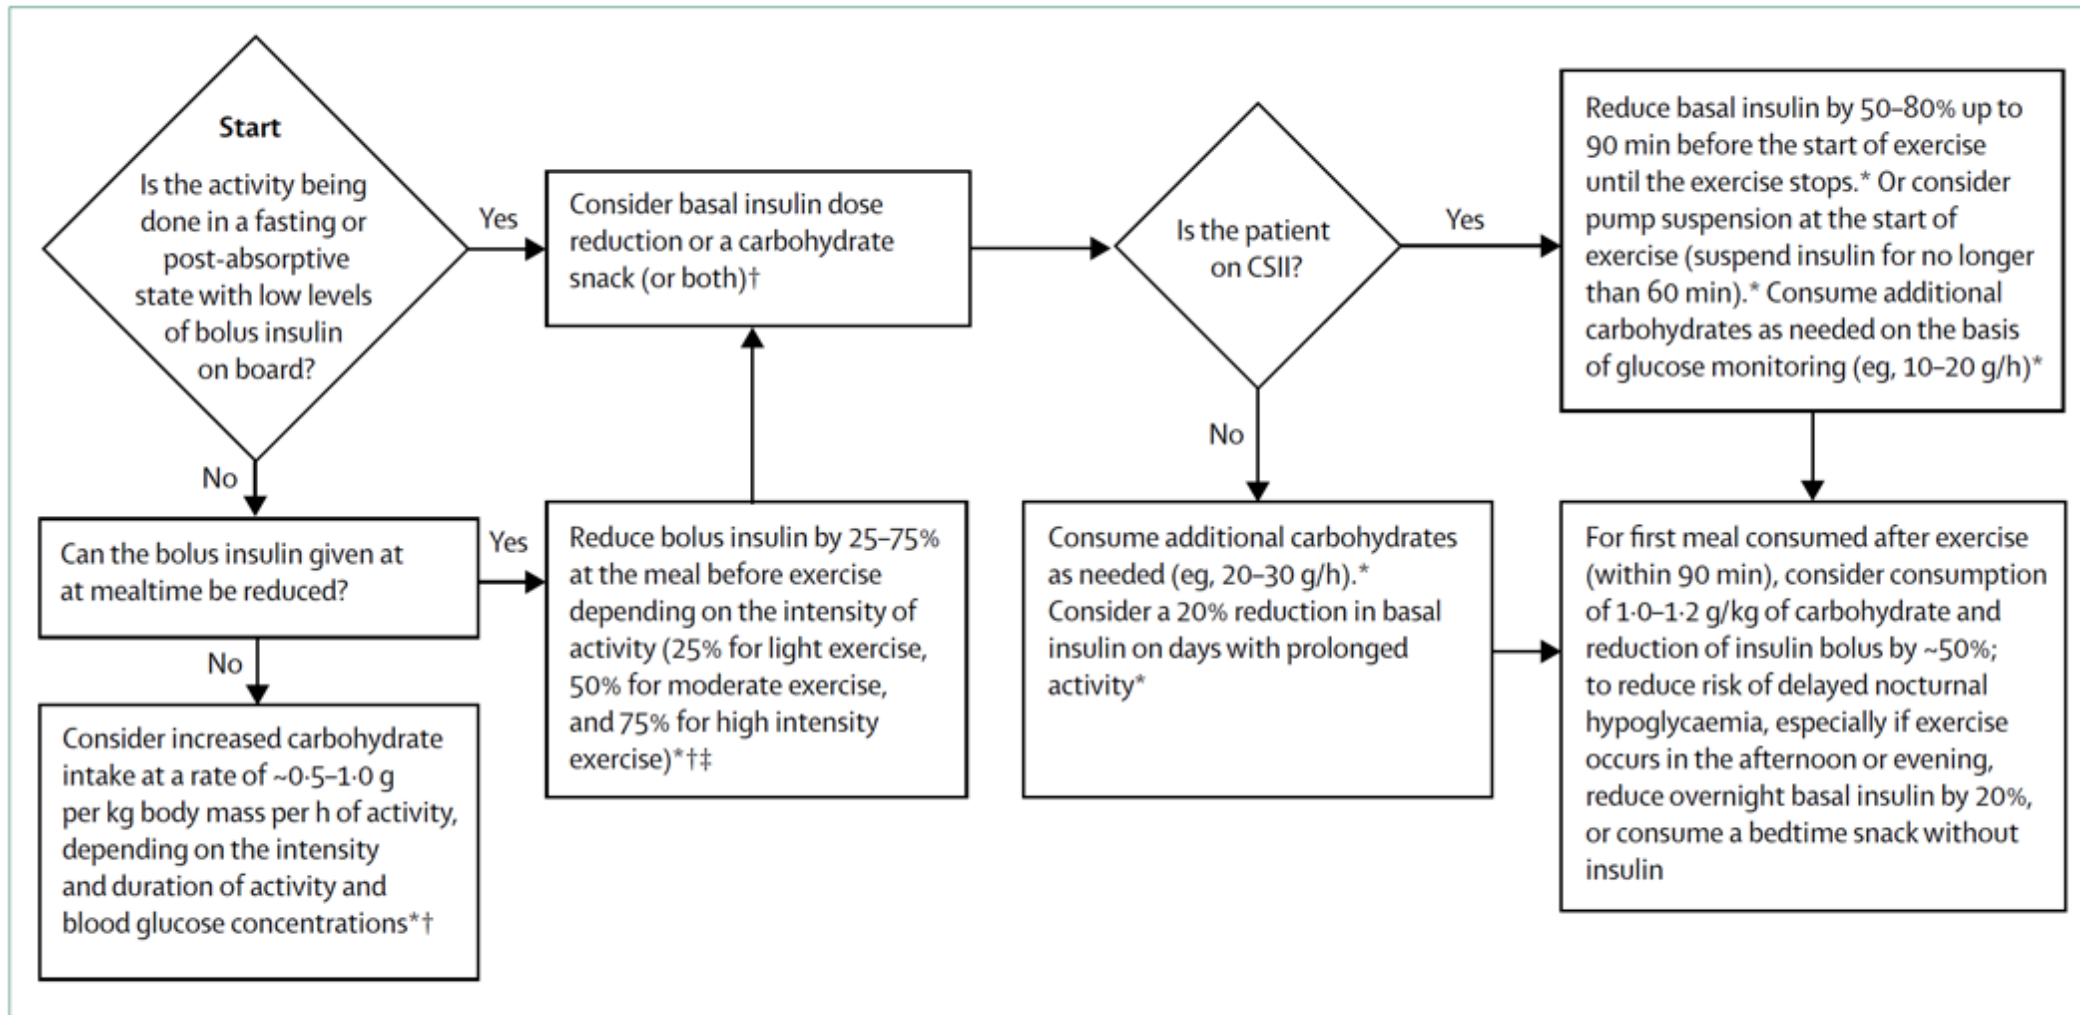 Start
Is the activity being
done in a fasting or
post-absorptive
state with low levels
of bolus insulin
on board?
Yes
No
Can the bolus insulin given at
at mealtime be reduced?
Yes
No
Consider increased carbohydrate
intake at a rate of ~0·5–1·0 g
per kg body mass per h of activity,
depending on the intensity
and duration of activity and
blood glucose concentrations*†
Consider basal insulin dose
reduction or a carbohydrate
snack (or both)†
Reduce bolus insulin by 25–75%
at the meal before exercise
depending on the intensity of
activity (25% for light exercise,
50% for moderate exercise,
and 75% for high intensity
exercise)*†‡
Is the patient
on CSII?
Yes
No
Consume additional carbohydrates
as needed (eg, 20–30 g/h).*
Consider a 20% reduction in basal
insulin on days with prolonged
activity*
Reduce basal insulin by 50–80% up to
90 min before the start of exercise
until the exercise stops.* Or consider
pump suspension at the start of
exercise (suspend insulin for no longer
than 60 min).* Consume additional
carbohydrates as needed on the basis
of glucose monitoring (eg, 10–20 g/h)*
For first meal consumed after exercise
(within 90 min), consider consumption
of 1·0–1·2 g/kg of carbohydrate and
reduction of insulin bolus by ~50%;
to reduce risk of delayed nocturnal
hypoglycaemia, especially if exercise
occurs in the afternoon or evening,
reduce overnight basal insulin by 20%,
or consume a bedtime snack without
insulin